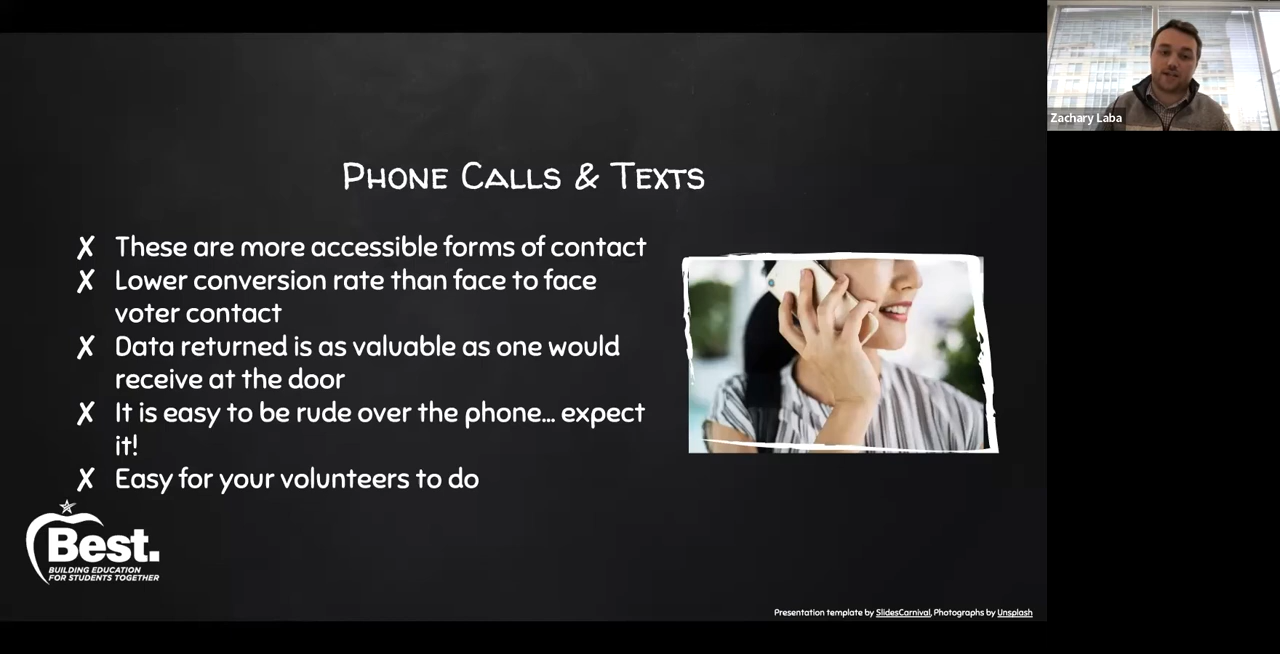 Zachary Laba
Phone Calls & Texts
✗ These are more accessible forms of contact
✗ Lower conversion rate than face to face
voter contact
✗ Data returned is as valuable as one would
receive at the door
✗ It is easy to be rude over the phone... expect
it!
✗ Easy for your volunteers to do
Best.
BUILDING EDUCATION
FOR STUDENTS TOGETHER
Presentation template by SlidesCarnival, Photographs by Unsplash